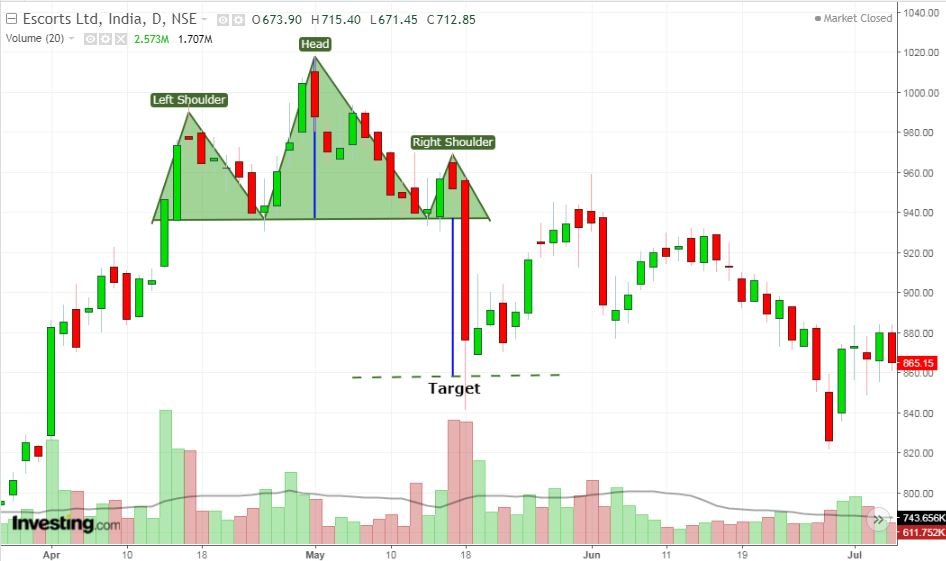 Escorts Ltd, India, D, NSE O673.90 H715.40 L671.45 C712.85
Market Closed
Volume (20) 2.573M 1.707M
1040.00
1020.00
1000.00
980.00
960.00
940.00
920.00
900.00
880.00
865.15
860.00
840.00
820.00
800.00
743.656K
611.752K
Head
Left Shoulder
Right Shoulder
Target
Investing.com
Apr 10 18 May 10 18 Jun 11 19 Jul